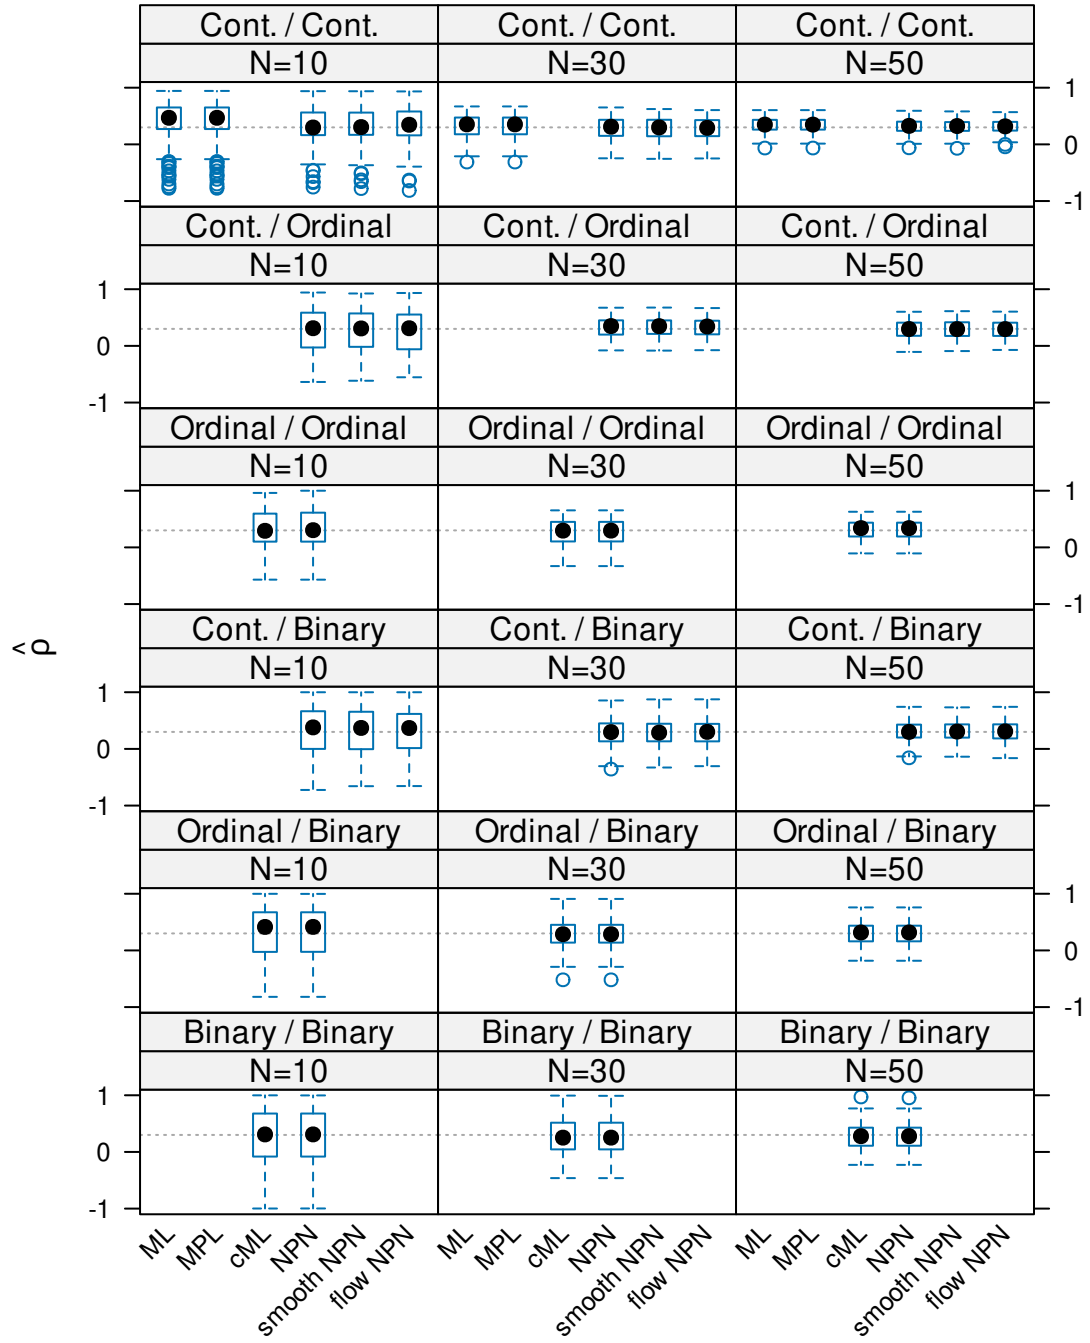 Cont. / Cont. Cont. / Cont. Cont. / Cont.
N=10 N=30 N=50
1
0
-1
Cont. / Ordinal Cont. / Ordinal Cont. / Ordinal
N=10 N=30 N=50
1
0
-1
Ordinal / Ordinal Ordinal / Ordinal Ordinal / Ordinal
N=10 N=30 N=50
1
0
-1
ρ̂
Cont. / Binary Cont. / Binary Cont. / Binary
N=10 N=30 N=50
1
0
-1
Ordinal / Binary Ordinal / Binary Ordinal / Binary
N=10 N=30 N=50
1
0
-1
Binary / Binary Binary / Binary Binary / Binary
N=10 N=30 N=50
1
0
-1
ML MPL cML NPN smooth NPN flow NPN ML MPL cML NPN smooth NPN flow NPN ML MPL cML NPN smooth NPN flow NPN